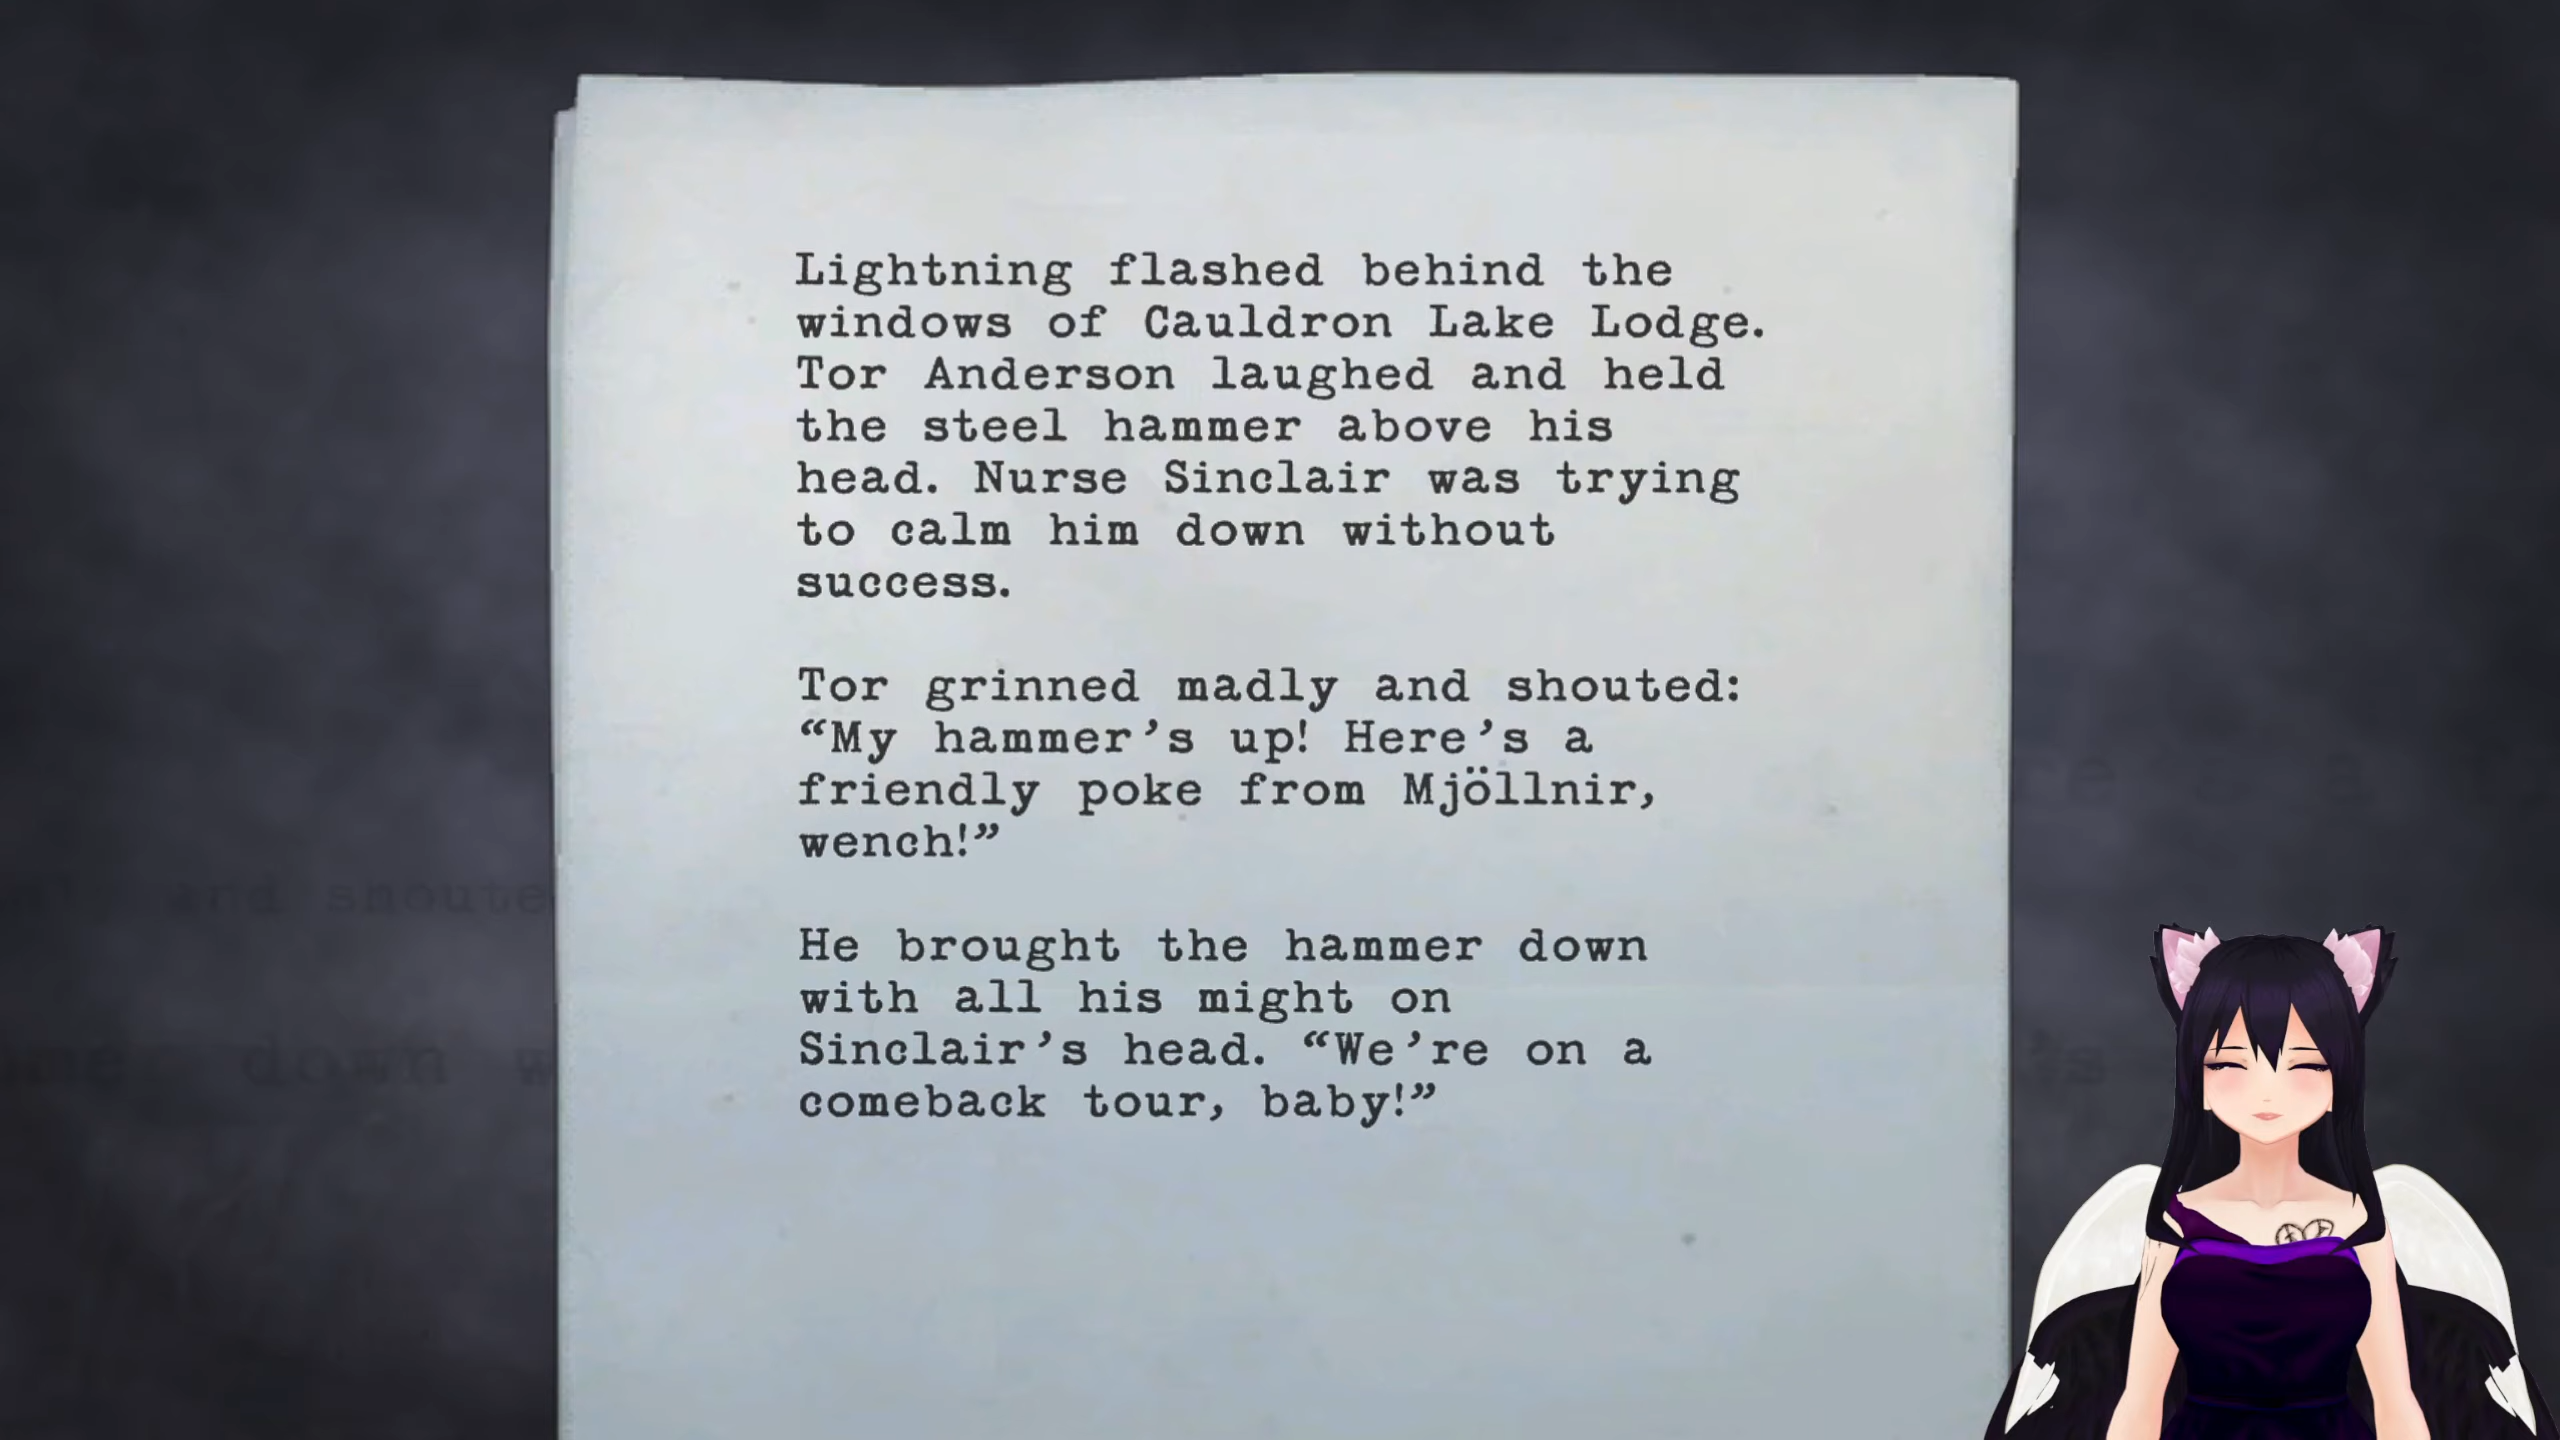 Lightning flashed behind the
windows of Cauldron Lake Lodge.
Tor Anderson laughed and held
the steel hammer above his
head. Nurse Sinclair was trying
to calm him down without
success.
Tor grinned madly and shouted:
“My hammer’s up! Here’s a
friendly poke from Mjöllnir,
wench!”
He brought the hammer down
with all his might on
Sinclair’s head. “We’re on a
comeback tour, baby!”